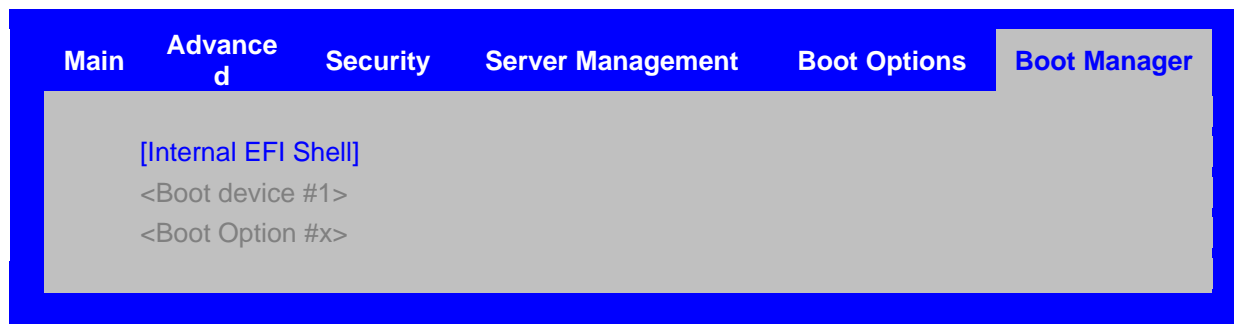 Main Advance
d Security Server Management Boot Options Boot Manager
[Internal EFI Shell]
<Boot device #1>
<Boot Option #x>